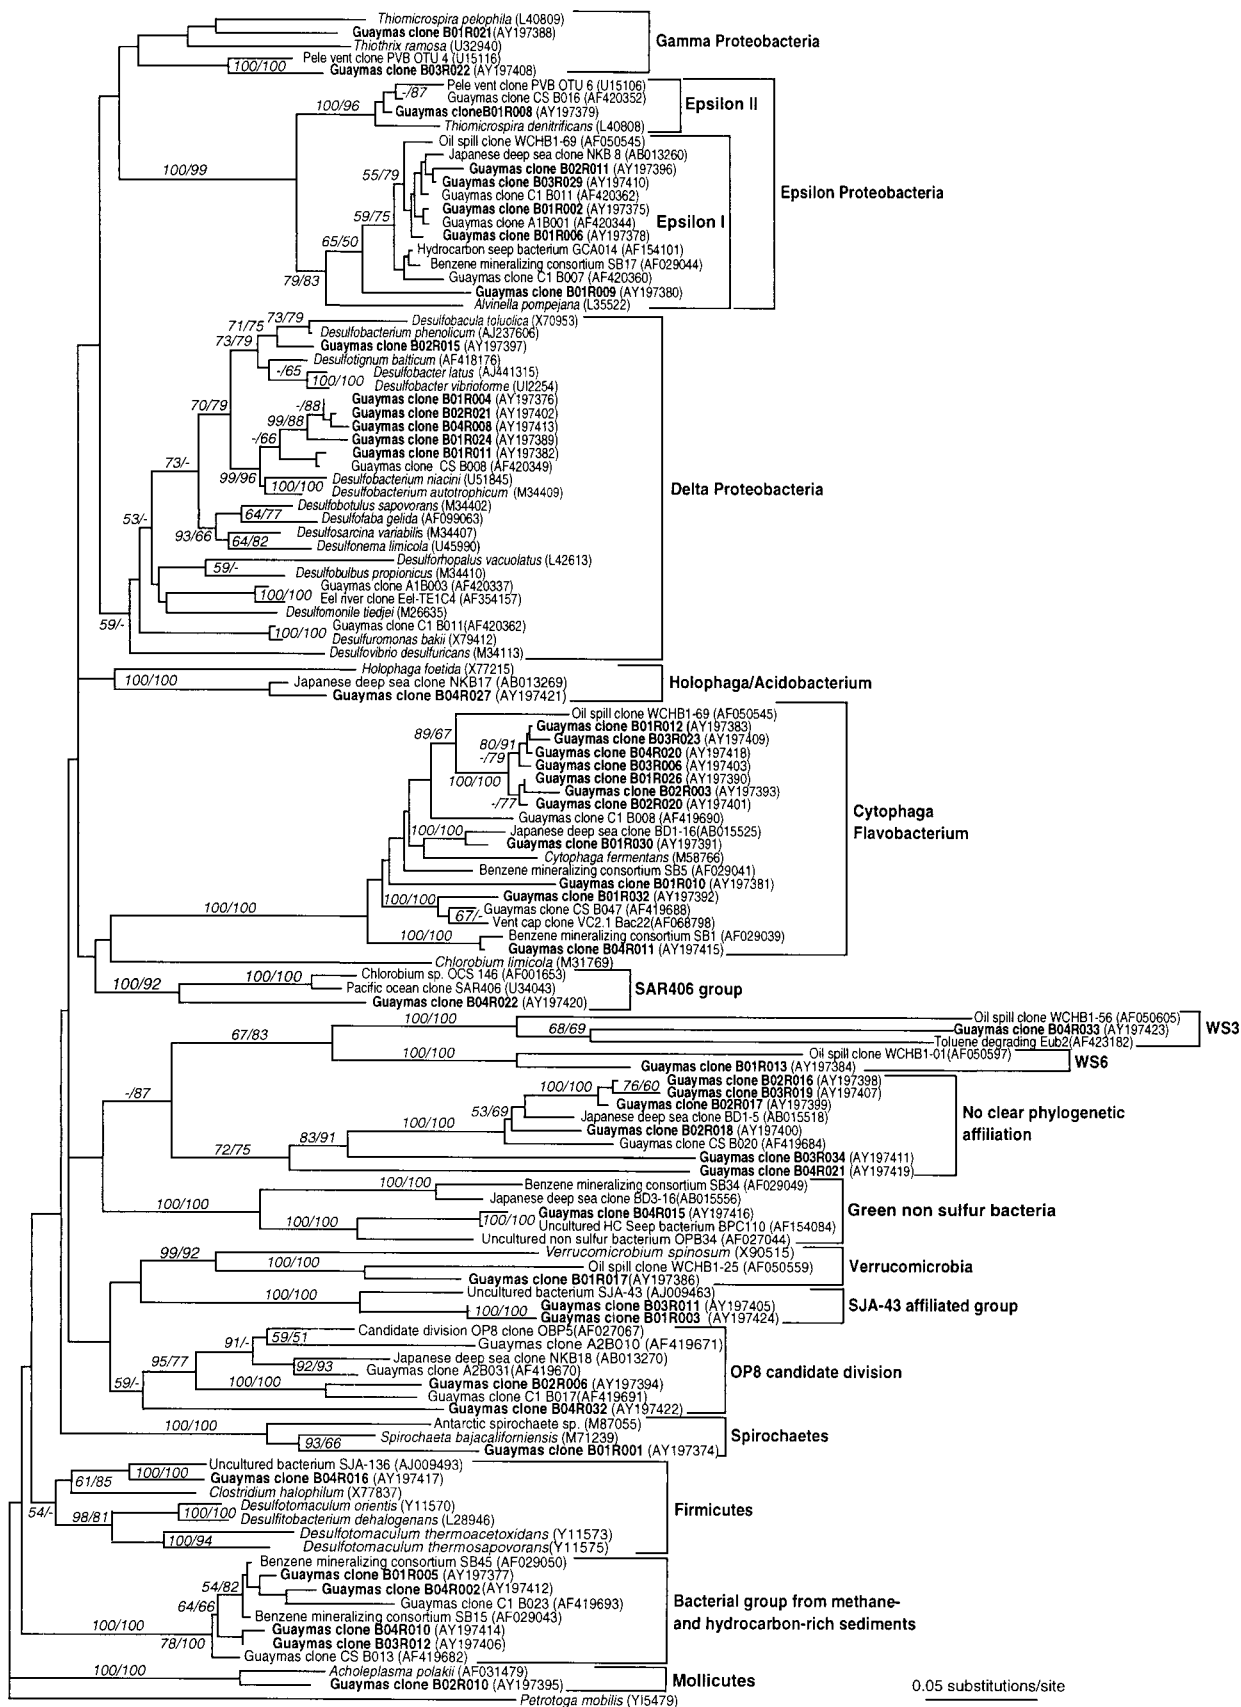 Thiomicrospira pelophila (L40809)
Guaymas clone B01R021(AY197388)
Thiothrix ramosa (U32940)
Pele vent clone PVB OTU 4 (U15116)
100/100
Guaymas clone B03R022 (AY197408)
Gamma Proteobacteria
Pele vent clone PVB OTU 6 (U15106)
-/87
Guaymas clone CS B016 (AF420352)
100/96
Guaymas cloneB01R008 (AY197379)
Thiomicrospira denitrificans (L40808)
Epsilon II
Oil spill clone WCHB1-69 (AF050545)
Japanese deep sea clone NKB 8 (AB013260)
100/99
55/79
Guaymas clone B02R011 (AY197396)
Guaymas clone B03R029 (AY197410)
Guaymas clone C1 B011 (AF420362)
Epsilon Proteobacteria
Guaymas clone B01R002 (AY197375)
59/75
Guaymas clone A1B001 (AF420344)
Epsilon I
Guaymas clone B01R006 (AY197378)
65/50
Hydrocarbon seep bacterium GCA014 (AF154101)
Benzene mineralizing consortium SB17 (AF029044)
79/83
Guaymas clone C1 B007 (AF420360)
Guaymas clone B01R009 (AY197380)
Alvinella pompejana (L35522)
73/79
Desulfobacula toluolica (X70953)
71/75
Desulfobacterium phenolicum (AJ237606)
73/79
Guaymas clone B02R015 (AY197397)
Desulfotignum balticum (AF418176)
-/65
Desulfobacter latus (AJ441315)
100/100
Desulfobacter vibrioforme (UI2254)
Guaymas clone B01R004 (AY197376)
70/79
-/88
Guaymas clone B02R021 (AY197402)
99/88
Guaymas clone B04R008 (AY197413)
-/66
Guaymas clone B01R024 (AY197389)
Guaymas clone B01R011 (AY197382)
73/-
Guaymas clone CS B008 (AF420349)
99/96
Desulfobacterium niacini (U51845)
100/100
Desulfobacterium autotrophicum (M34409)
Delta Proteobacteria
Desulfobotulus sapovorans (M34402)
53/-
64/77
Desulfofaba gelida (AF099063)
93/66
Desulfosarcina variabilis (M34407)
64/82
Desulfonema limicola (U45990)
Desulforhopalus vacuolatus (L42613)
59/-
Desulfobulbus propionicus (M34410)
Guaymas clone A1B003 (AF420337)
100/100
Eel river clone Eel-TE1C4 (AF354157)
Desulfomonile tiedjei (M26635)
59/-
Guaymas clone C1 B011(AF420362)
100/100
Desulfuromonas bakii (X79412)
Desulfovibrio desulfuricans (M34113)
Holophaga foetida (X77215)
100/100
Japanese deep sea clone NKB17 (AB013269)
Holophaga/Acidobacterium
Guaymas clone B04R027 (AY197421)
Oil spill clone WCHB1-69 (AF050545)
Guaymas clone B01R012 (AY197383)
89/67
80/91
Guaymas clone B03R023 (AY197409)
-/79
Guaymas clone B04R020 (AY197418)
Guaymas clone B03R006 (AY197403)
100/100
Guaymas clone B01R026 (AY197390)
Guaymas clone B02R003 (AY197393)
-/77
Guaymas clone B02R020 (AY197401)
Guaymas clone C1 B008 (AF419690)
Cytophaga
Flavobacterium
100/100
Japanese deep sea clone BD1-16(AB015525)
Guaymas clone B01R030 (AY197391)
Cytophaga fermentans (M58766)
Benzene mineralizing consortium SB5 (AF029041)
Guaymas clone B01R010 (AY197381)
100/100
Guaymas clone B01R032 (AY197392)
100/100
Guaymas clone CS B047 (AF419688)
67/-
Vent cap clone VC2.1 Bac22(AF068798)
100/100
Benzene mineralizing consortium SB1 (AF029039)
Guaymas clone B04R011 (AY197415)
Chlorobium limicola (M31769)
100/100
Chlorobium sp. OCS 146 (AF001653)
100/92
Pacific ocean clone SAR406 (U34043)
SAR406 group
Guaymas clone B04R022 (AY197420)
100/100
Oil spill clone WCHB1-56 (AF050605)
67/83
68/69
Guaymas clone B04R033 (AY197423)
WS3
Toluene degrading Eub2(AF423182)
100/100
Oil spill clone WCHB1-01(AF050597)
Guaymas clone B01R013 (AY197384)
WS6
-/87
100/100
76/60
Guaymas clone B02R016 (AY197398)
Guaymas clone B03R019 (AY197407)
Guaymas clone B02R017 (AY197399)
53/69
Japanese deep sea clone BD1-5 (AB015518)
No clear phylogenetic
affiliation
100/100
Guaymas clone B02R018 (AY197400)
83/91
Guaymas clone CS B020 (AF419684)
72/75
Guaymas clone B03R034 (AY197411)
Guaymas clone B04R021 (AY197419)
100/100
Benzene mineralizing consortium SB34 (AF029049)
Japanese deep sea clone BD3-16(AB015556)
100/100
Guaymas clone B04R015 (AY197416)
Green non sulfur bacteria
100/100
100/100
Uncultured HC Seep bacterium BPC110 (AF154084)
Uncultured non sulfur bacterium OPB34 (AF027044)
99/92
Verrucomicrobium spinosum (X90515)
100/100
Oil spill clone WCHB1-25 (AF050559)
Verrucomicrobia
Guaymas clone B01R017(AY197386)
100/100
Uncultured bacterium SJA-43 (AJ009463)
100/100
Guaymas clone B03R011 (AY197405)
SJA-43 affiliated group
Guaymas clone B01R003 (AY197424)
91/-
59/51
Candidate division OP8 clone OBP5(AF027067)
Guaymas clone A2B010 (AF419671)
95/77
Japanese deep sea clone NKB18 (AB013270)
92/93
Guaymas clone A2B031(AF419670)
OP8 candidate division
59/-
100/100
Guaymas clone B02R006 (AY197394)
Guaymas clone C1 B017(AF419691)
Guaymas clone B04R032 (AY197422)
100/100
Antarctic spirochaete sp. (M87055)
Spirochaeta bajacaliforniensis (M71239)
Spirochaetes
93/66
Guaymas clone B01R001 (AY197374)
100/100
Uncultured bacterium SJA-136 (AJ009493)
61/85
Guaymas clone B04R016 (AY197417)
Clostridium halophilum (X77837)
54/-
98/81
100/100
Desulfotomaculum orientis (Y11570)
Desulfitobacterium dehalogenans (L28946)
Firmicutes
100/94
Desulfotomaculum thermoacetoxidans (Y11573)
Desulfotomaculum thermosapovorans(Y11575)
Benzene mineralizing consortium SB45 (AF029050)
54/82
Guaymas clone B01R005 (AY197377)
Guaymas clone B04R002 (AY197412)
64/66
Guaymas clone C1 B023 (AF419693)
Bacterial group from methane-
and hydrocarbon-rich sediments
Benzene mineralizing consortium SB15 (AF029043)
100/100
Guaymas clone B04R010 (AY197414)
78/100
Guaymas clone B03R012 (AY197406)
Guaymas clone CS B013 (AF419682)
100/100
Acholeplasma polakii (AF031479)
Mollicutes
Guaymas clone B02R010 (AY197395)
Petrotoga mobilis (YI5479)
0.05 substitutions/site